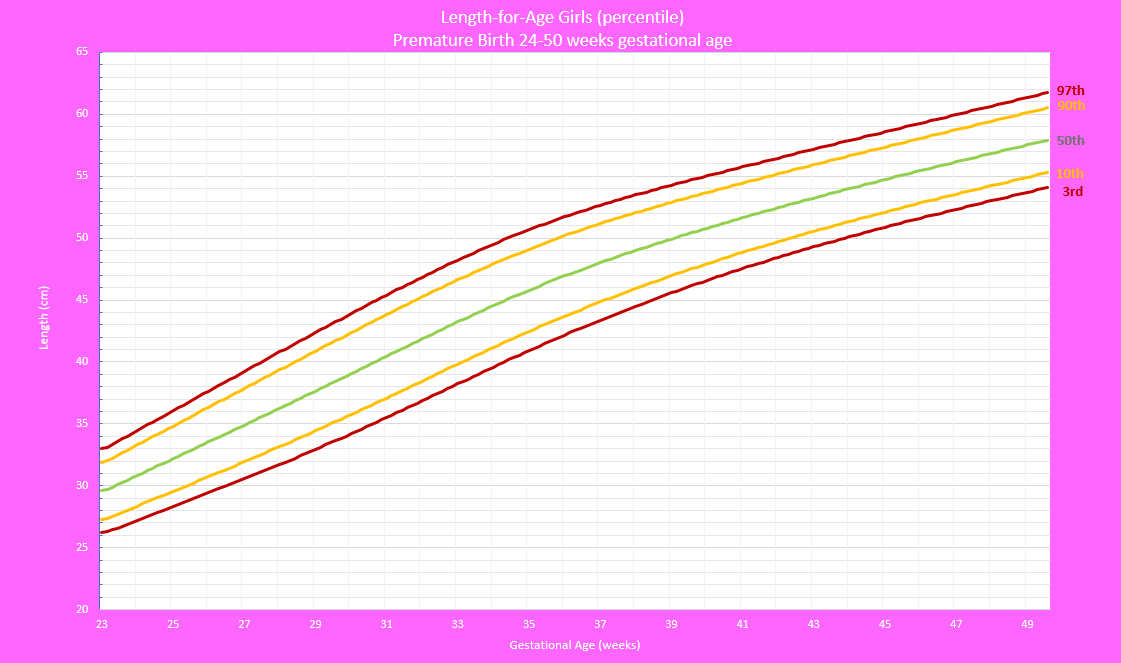 Length-for-Age Girls (percentile)
Premature Birth 24-50 weeks gestational age
65
60
55
50
45
40
35
30
25
20
Length (cm)
97th
90th
50th
10th
3rd
23 25 27 29 31 33 35 37 39 41 43 45 47 49
Gestational Age (weeks)